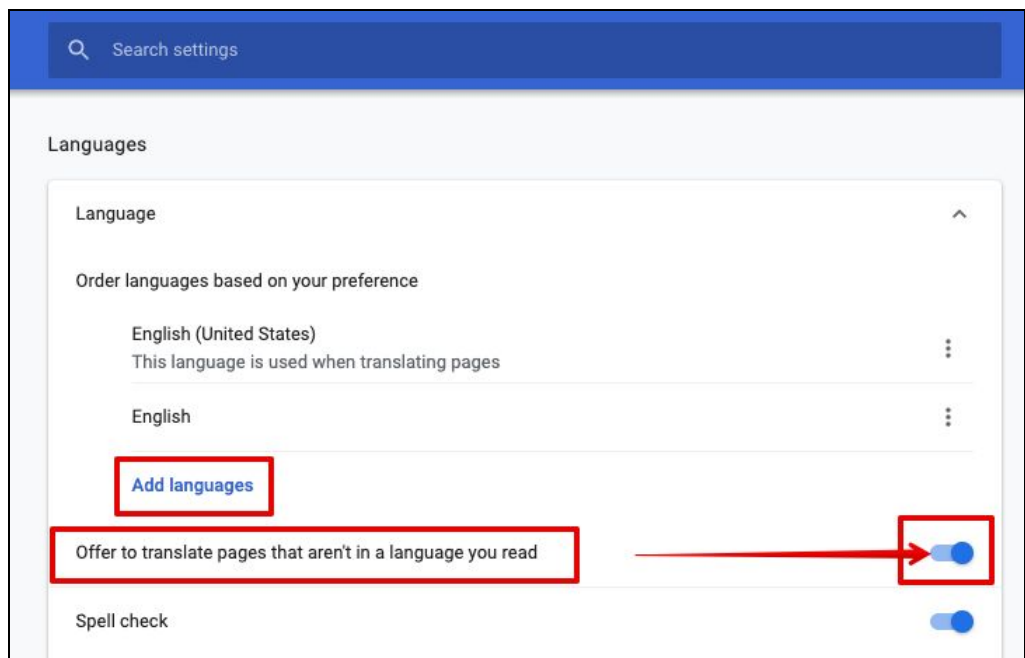 Search settings
Languages
Language
Order languages based on your preference
English (United States)
This language is used when translating pages
English
Add languages
Offer to translate pages that aren't in a language you read
Spell check